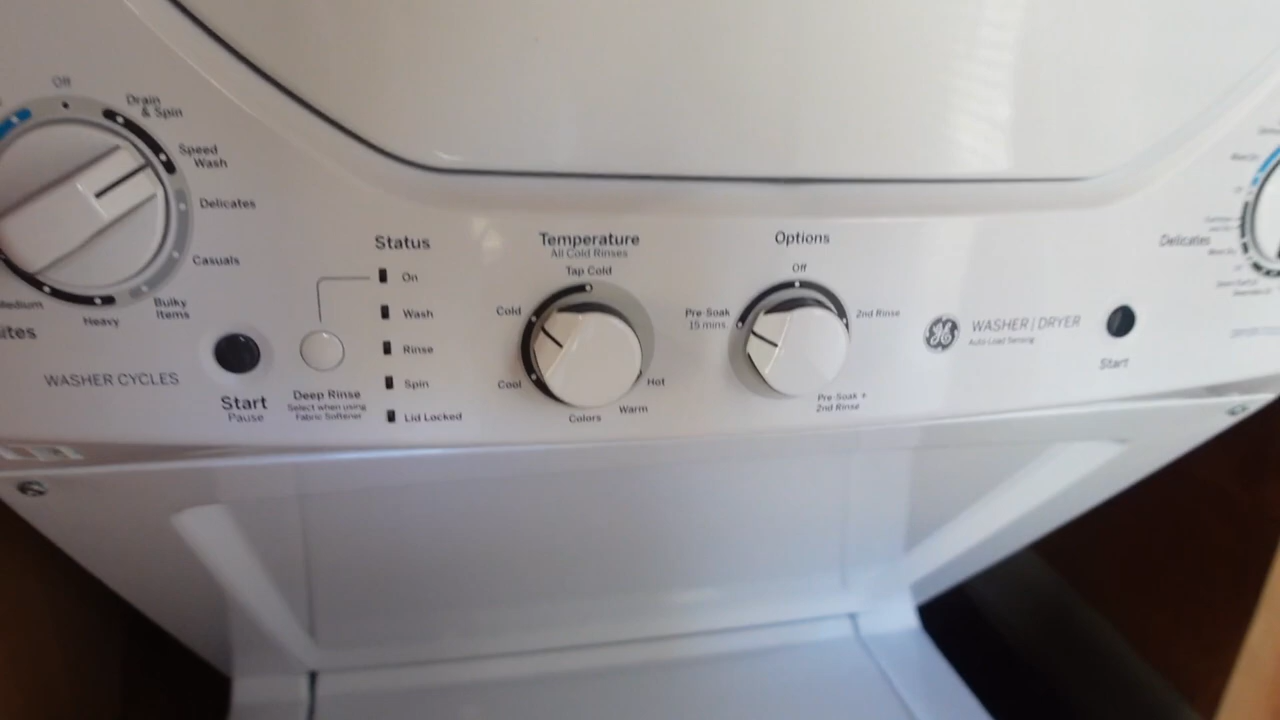 Off
Drain
& Spin
Speed
Wash
Delicates
Casuals
Bulky
Items
Heavy
Medium
WASHER CYCLES
Start
Pause
Deep Rinse
Select when using
Fabric Softener
Status
On
Wash
Rinse
Spin
Lid Locked
Temperature
All Cold Rinses
Tap Cold
Cold
Cool
Colors
Warm
Hot
Options
Off
Pre-Soak
15 mins.
2nd Rinse
Pre-Soak +
2nd Rinse
GE
WASHER | DRYER
Auto-Load Sensing
Start
Delicates